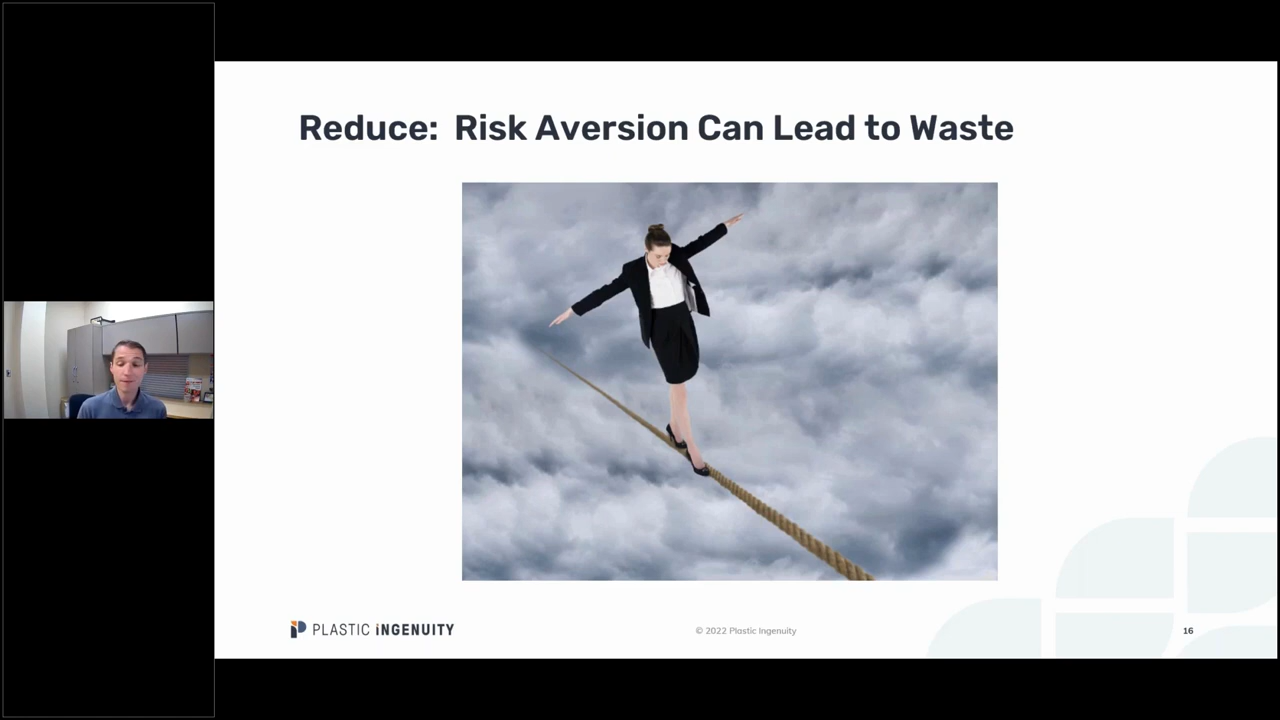 Reduce:  Risk Aversion Can Lead to Waste
PLASTIC INGENUITY
© 2022 Plastic Ingenuity
16